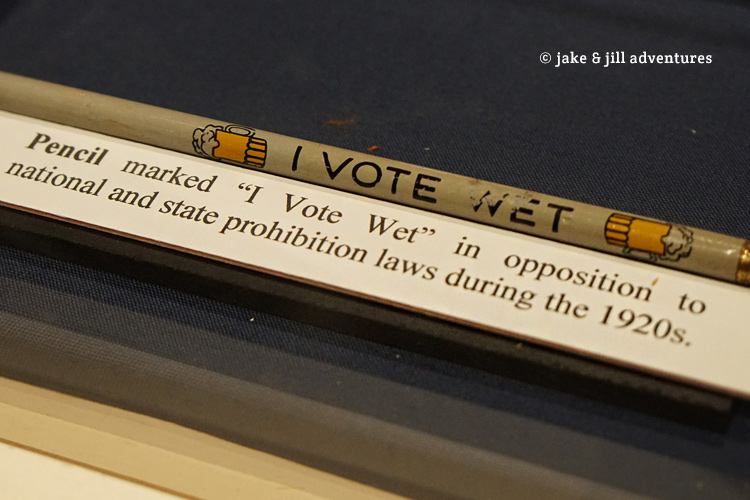 © jake & jill adventures
I VOTE WET
Pencil marked “I Vote Wet” in opposition to
national and state prohibition laws during the 1920s.